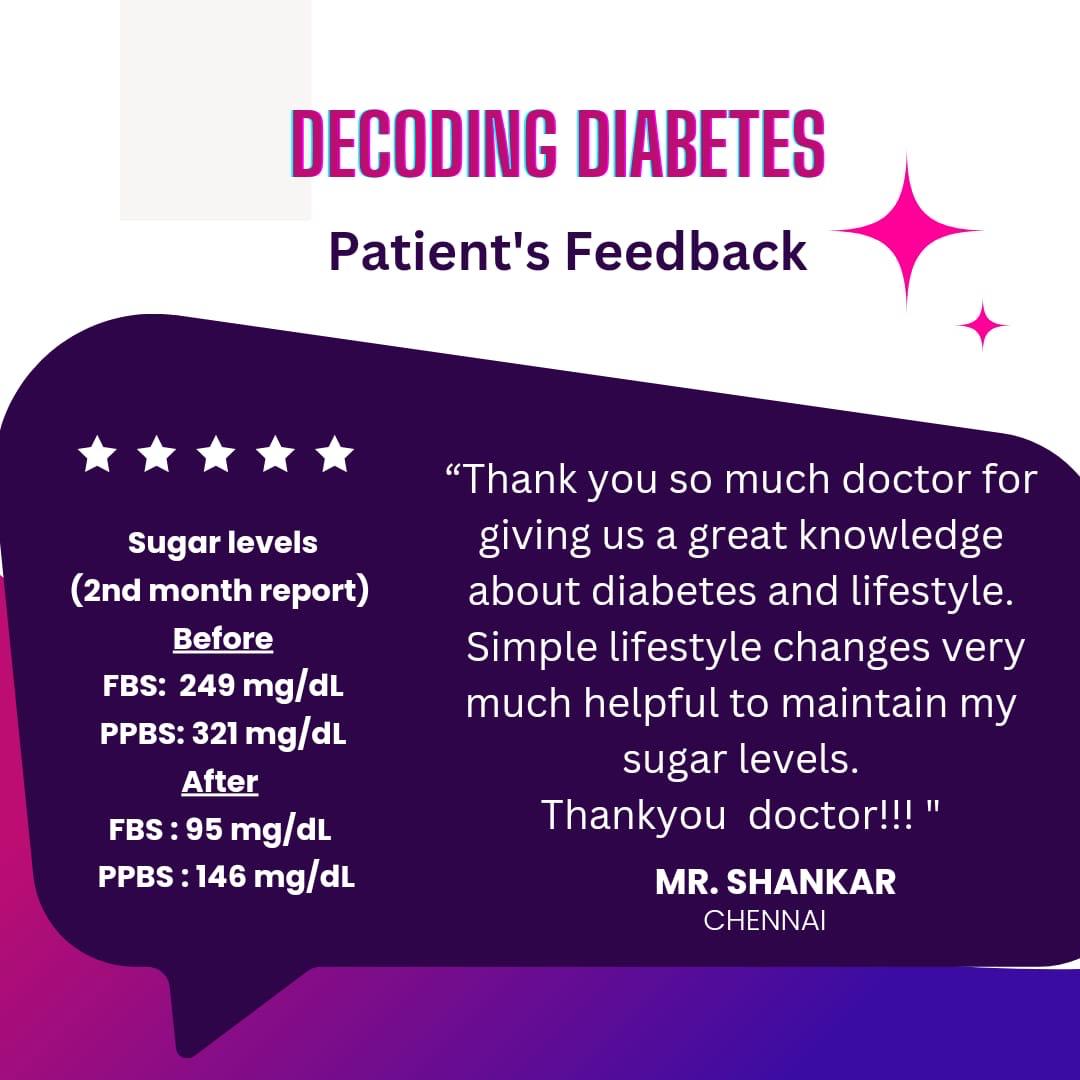 DECODING DIABETES
Patient's Feedback
Sugar levels
(2nd month report)
Before
FBS: 249 mg/dL
PPBS: 321 mg/dL
After
FBS : 95 mg/dL
PPBS : 146 mg/dL
“Thank you so much doctor for
giving us a great knowledge
about diabetes and lifestyle.
Simple lifestyle changes very
much helpful to maintain my
sugar levels.
Thankyou doctor!!! "
MR. SHANKAR
CHENNAI